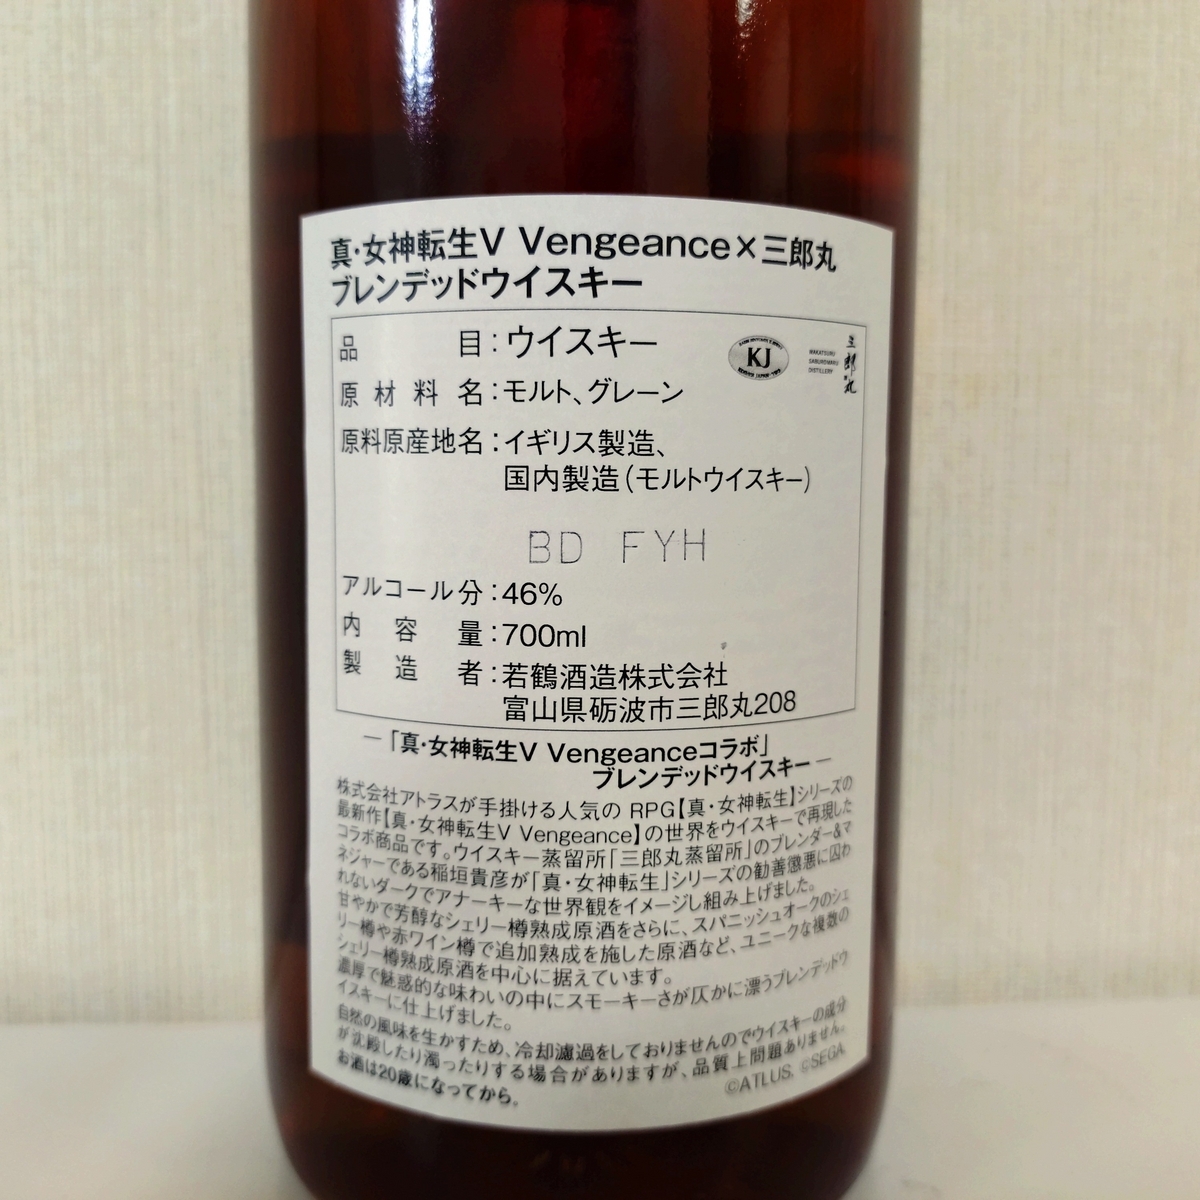 真・女神転生V Vengeance×三郎丸
ブレンデッドウイスキー
品目：ウイスキー
KJ
三郎丸
WAKATSURU
SABUROMARU
DISTILLERY
原材料名：モルト、グレーン
原料原産地名：イギリス製造、
国内製造（モルトウイスキー）
BD FYH
アルコール分：46%
内容量：700ml
製造者：若鶴酒造株式会社
富山県砺波市三郎丸208
―「真・女神転生V Vengeanceコラボ」
ブレンデッドウイスキー―
株式会社アトラスが手掛ける人気の RPG【真・女神転生】シリーズの
最新作【真・女神転生V Vengeance】の世界をウイスキーで再現した
コラボ商品です。ウイスキー蒸留所「三郎丸蒸留所」のブレンダー&マ
ネジャーである稲垣貴彦が「真・女神転生」シリーズの勧善懲悪に囚わ
れないダークでアナーキーな世界観をイメージし組み上げました。
甘やかで芳醇なシェリー樽熟成原酒をさらに、スパニッシュオークのシェ
リー樽や赤ワイン樽で追加熟成を施した原酒など、ユニークな複数の
シェリー樽熟成原酒を中心に据えています。
濃厚で魅惑的な味わいの中にスモーキーさが仄かに漂うブレンデッドウ
イスキーに仕上げました。
自然の風味を生かすため、冷却濾過をしておりませんのでウイスキーの成分
が沈殿したり濁ったりする場合がありますが、品質上問題ありません。
お酒は20歳になってから。
©ATLUS. ©SEGA.